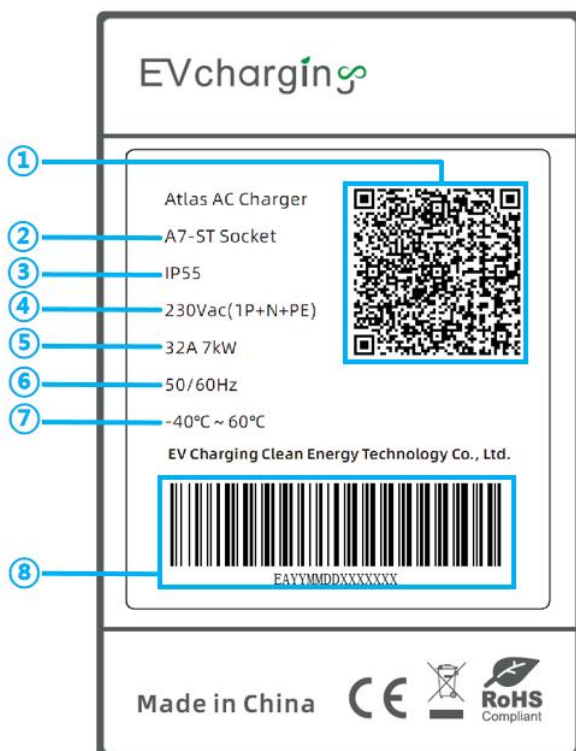 EVcharging
①
Atlas AC Charger
② A7-ST Socket
③ IP55
④ 230Vac(1P+N+PE)
⑤ 32A 7kW
⑥ 50/60Hz
⑦ -40℃ ~ 60℃
EV Charging Clean Energy Technology Co., Ltd.
⑧
EAYYMMDDXXXXXXX
Made in China CE RoHS
Compliant